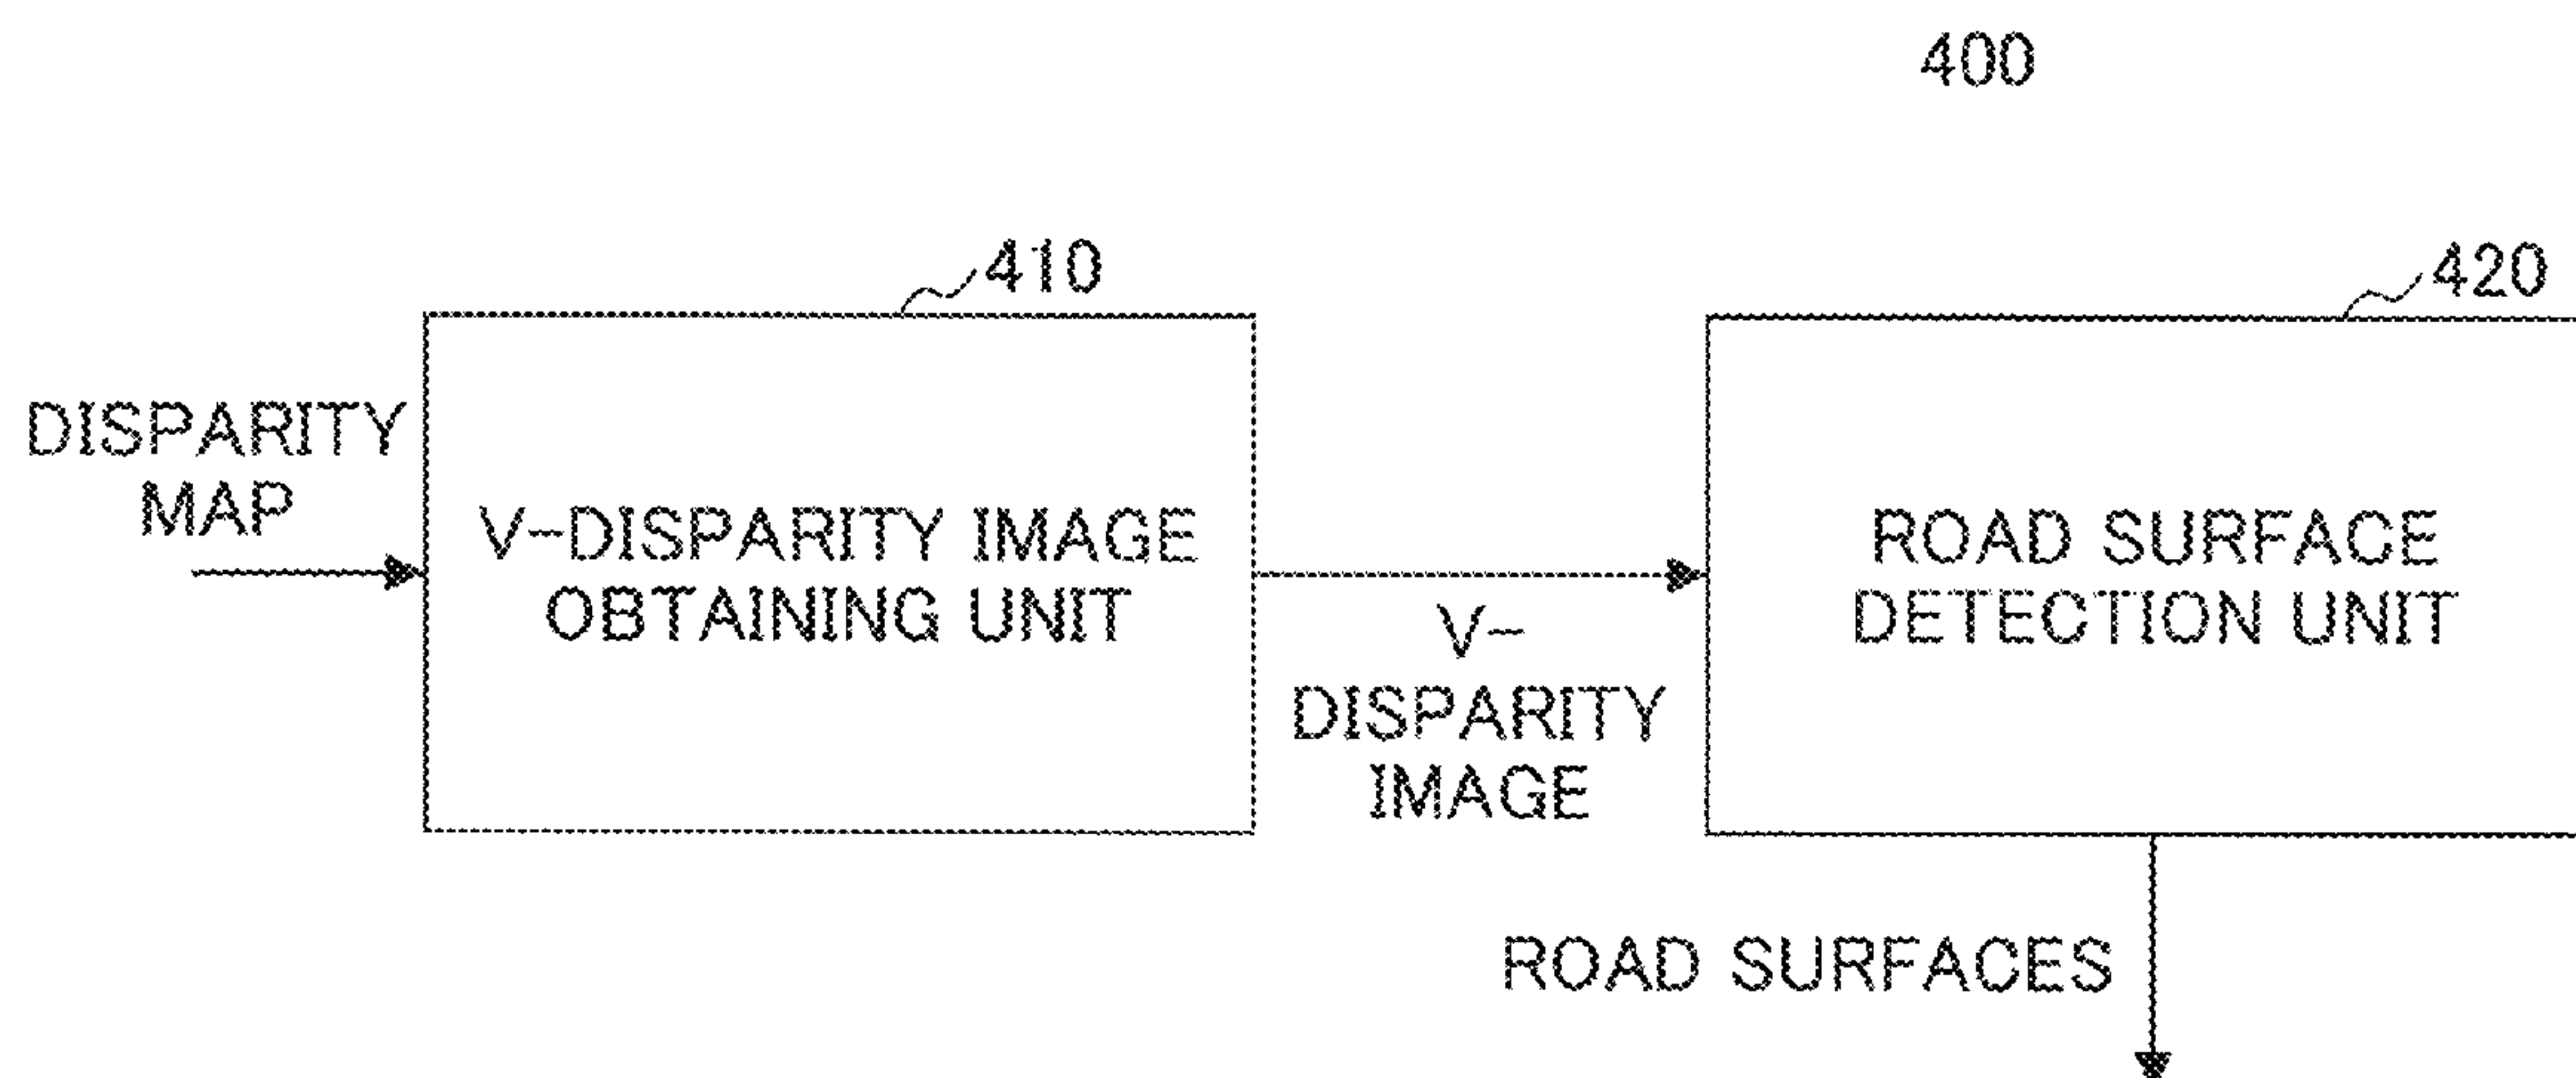 400
410
420
DISPARITY
MAP
V-DISPARITY IMAGE
OBTAINING UNIT
V-
DISPARITY
IMAGE
ROAD SURFACE
DETECTION UNIT
ROAD SURFACES